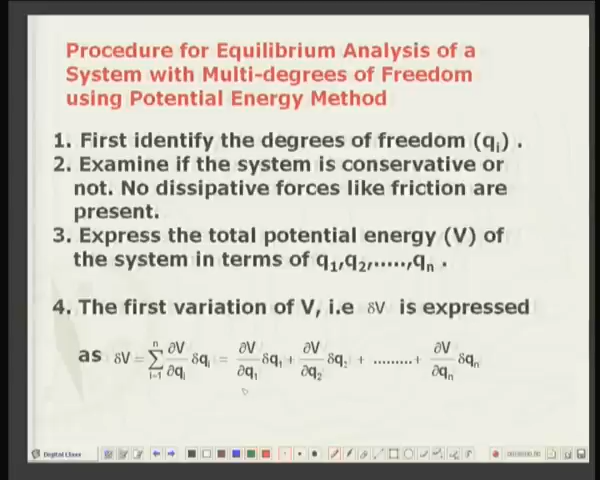 Procedure for Equilibrium Analysis of a
System with Multi-degrees of Freedom
using Potential Energy Method
1. First identify the degrees of freedom (qᵢ) .
2. Examine if the system is conservative or
not. No dissipative forces like friction are
present.
3. Express the total potential energy (V) of
the system in terms of q₁,q₂,.....,qₙ .
4. The first variation of V, i.e δV is expressed
as δV = ∑ⁿᵢ₌₁ ∂V/∂qᵢ δqᵢ = ∂V/∂q₁ δq₁ + ∂V/∂q₂ δq₂ + ......... + ∂V/∂qₙ δqₙ
Digital Class